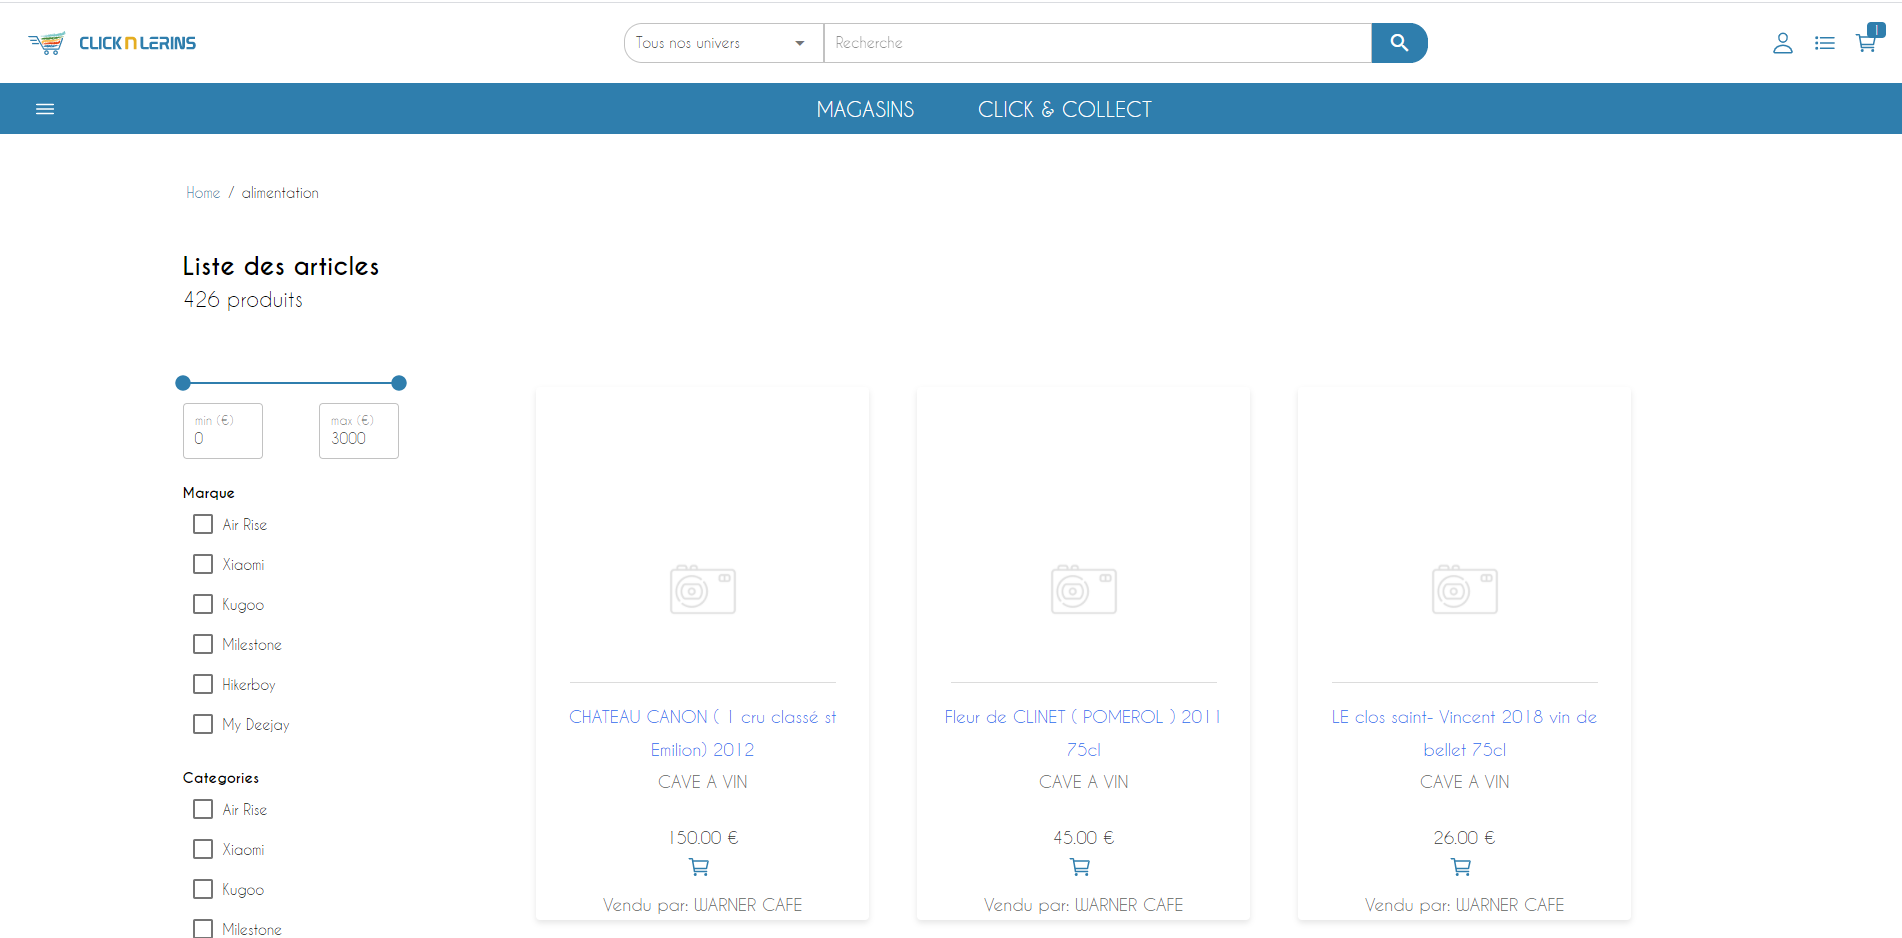 CLICK N LERINS
Tous nos univers
Recherche
1
MAGASINS
CLICK & COLLECT
Home / alimentation
Liste des articles
426 produits
min (€)
0
max (€)
3000
Marque
Air Rise
Xiaomi
Kugoo
Milestone
Hikerboy
My Deejay
Categories
Air Rise
Xiaomi
Kugoo
Milestone
CHATEAU CANON ( 1 cru classé st
Emilion) 2012
CAVE A VIN
150.00 €
Vendu par: WARNER CAFE
Fleur de CLINET ( POMEROL ) 2011
75cl
CAVE A VIN
45.00 €
Vendu par: WARNER CAFE
LE clos saint- Vincent 2018 vin de
bellet 75cl
CAVE A VIN
26.00 €
Vendu par: WARNER CAFE